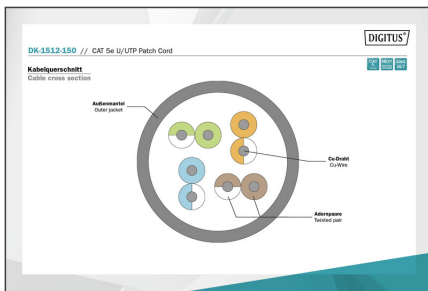 DIGITUS®
DK-1512-150 // CAT 5e U/UTP Patch Cord
Kabelquerschnitt
Cable cross section
Außenmantel
Outer jacket
Cu-Draht
Cu-Wire
Adernpaare
Twisted pair